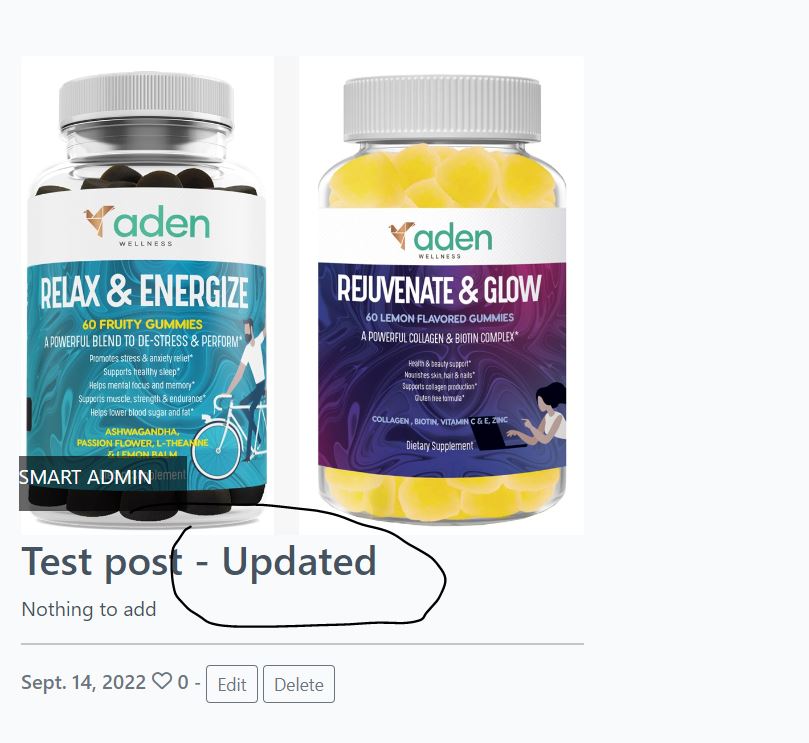 aden
WELLNESS
RELAX & ENERGIZE
60 FRUITY GUMMIES
A POWERFUL BLEND TO DE-STRESS & PERFORM*
Promotes stress & anxiety relief*
Supports healthy sleep*
Helps mental focus and memory*
Supports muscle, strength & endurance*
Helps lower blood sugar and fat*
ASHWAGANDHA,
PASSION FLOWER, L-THEANINE
& LEMON BALM
SMART ADMIN
aden
WELLNESS
REJUVENATE & GLOW
60 LEMON FLAVORED GUMMIES
A POWERFUL COLLAGEN & BIOTIN COMPLEX*
Health & beauty support*
Nourishes skin, hair & nails*
Supports collagen production*
Gluten free formula*
COLLAGEN , BIOTIN, VITAMIN C & E, ZINC
Dietary Supplement
Test post - Updated
Nothing to add
Sept. 14, 2022 ♡ 0 - Edit Delete